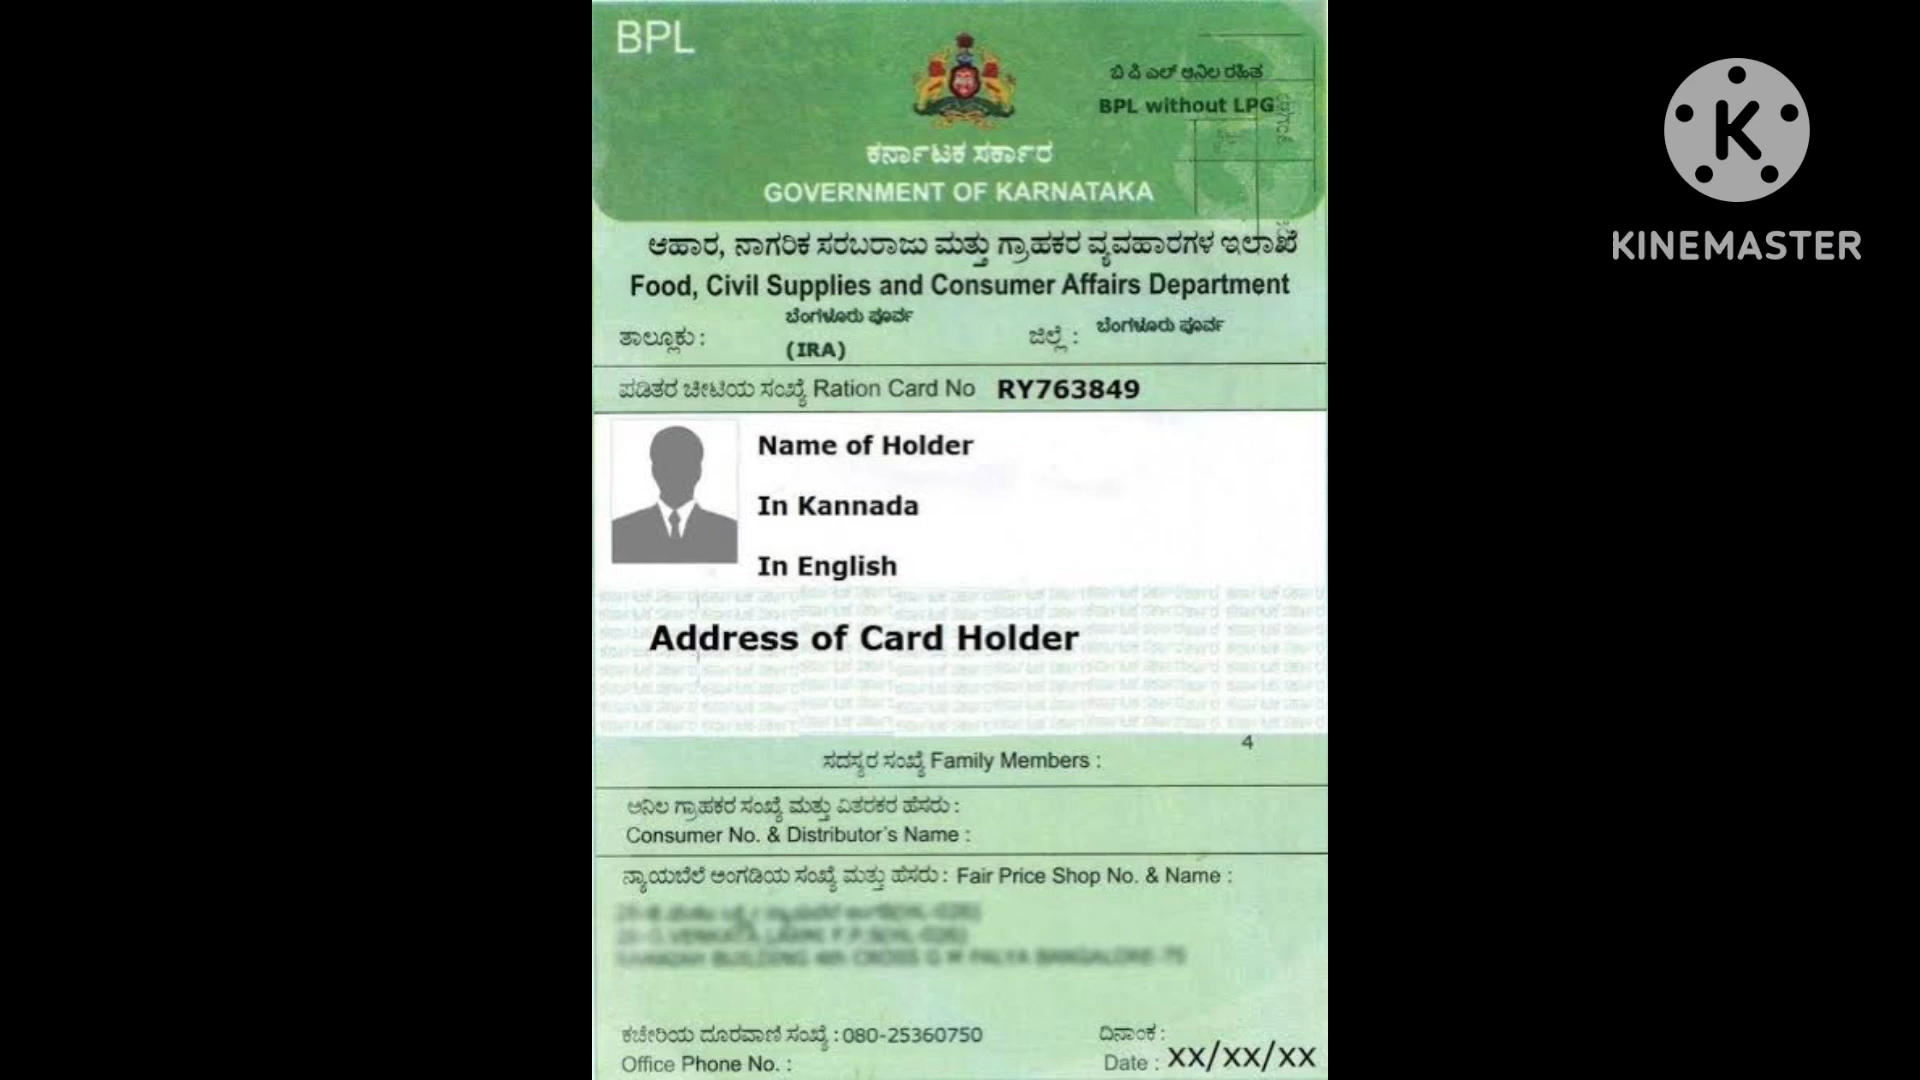 BPL
ಬಿ ಪಿ ಎಲ್ ಅನಿಲ ರಹಿತ
BPL without LPG
ಕರ್ನಾಟಕ ಸರ್ಕಾರ
GOVERNMENT OF KARNATAKA
ಆಹಾರ, ನಾಗರಿಕ ಸರಬರಾಜು ಮತ್ತು ಗ್ರಾಹಕರ ವ್ಯವಹಾರಗಳ ಇಲಾಖೆ
Food, Civil Supplies and Consumer Affairs Department
ತಾಲ್ಲೂಕು : ಬೆಂಗಳೂರು ಪೂರ್ವ (IRA) ಜಿಲ್ಲೆ : ಬೆಂಗಳೂರು ಪೂರ್ವ
ಪಡಿತರ ಚೀಟಿಯ ಸಂಖ್ಯೆ Ration Card No RY763849
Name of Holder
In Kannada
In English
Address of Card Holder
ಸದಸ್ಯರ ಸಂಖ್ಯೆ Family Members : 4
ಅನಿಲ ಗ್ರಾಹಕರ ಸಂಖ್ಯೆ ಮತ್ತು ವಿತರಕರ ಹೆಸರು :
Consumer No. & Distributor's Name :
ನ್ಯಾಯಬೆಲೆ ಅಂಗಡಿಯ ಸಂಖ್ಯೆ ಮತ್ತು ಹೆಸರು : Fair Price Shop No. & Name :
ಕಚೇರಿಯ ದೂರವಾಣಿ ಸಂಖ್ಯೆ : 080-25360750
Office Phone No. :
ದಿನಾಂಕ :
Date : XX/XX/XX
K
KINEMASTER